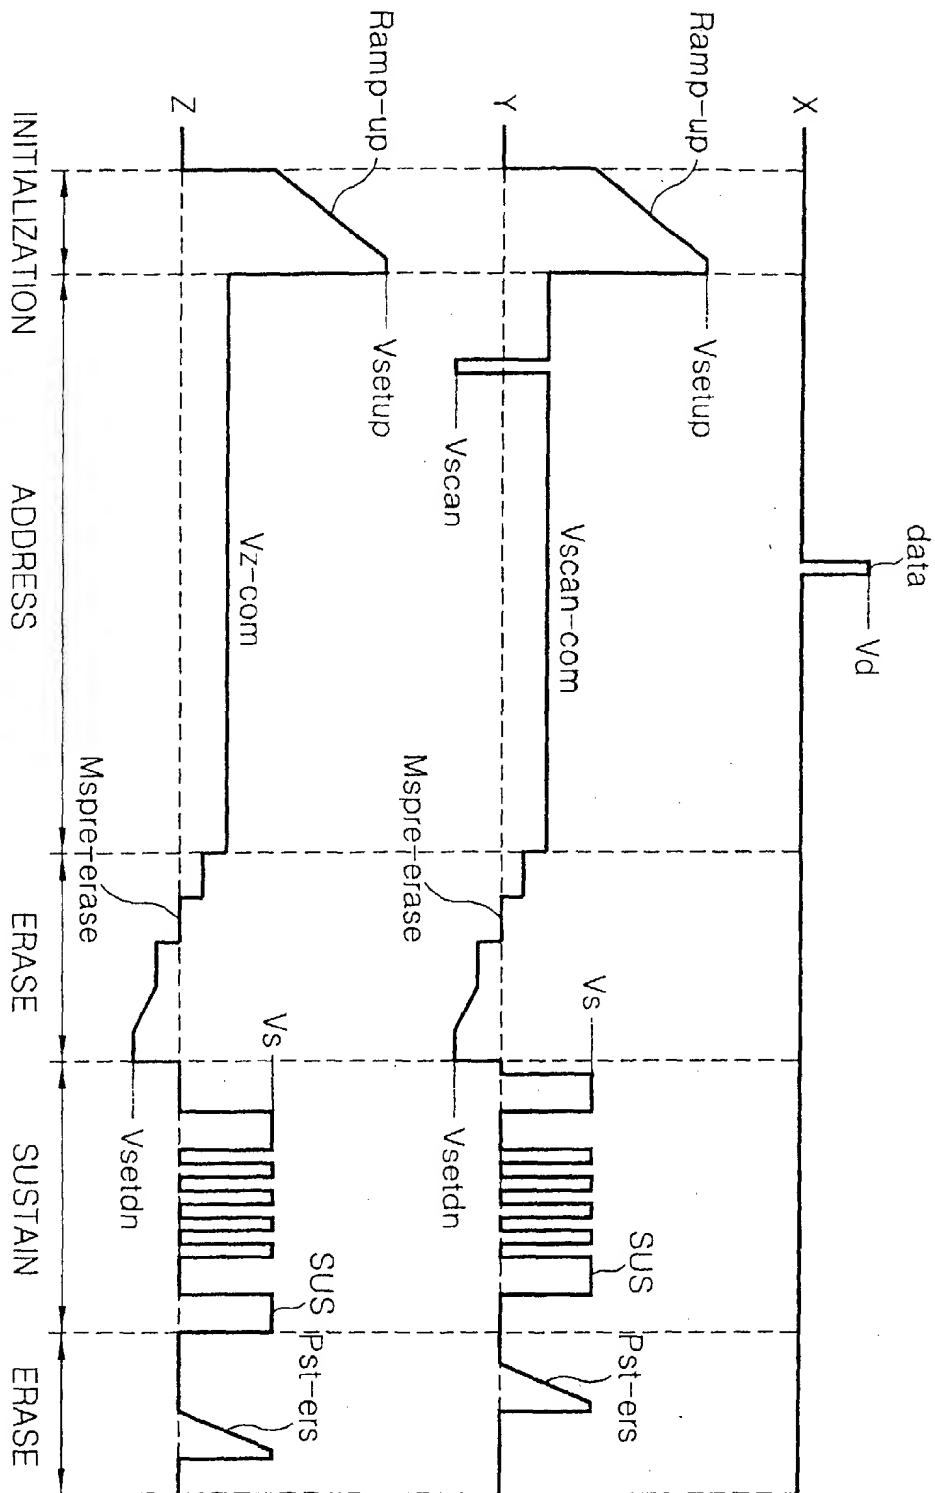 data
Vd
X
Ramp-up
Vsetup
Vscan-com
Y
Vscan
Mspre-erase
Vs
Vsetdn
SUS
Pst-ers
Ramp-up
Vsetup
Vz-com
Z
Mspre-erase
Vs
Vsetdn
SUS
Pst-ers
INITIALIZATION
ADDRESS
ERASE
SUSTAIN
ERASE